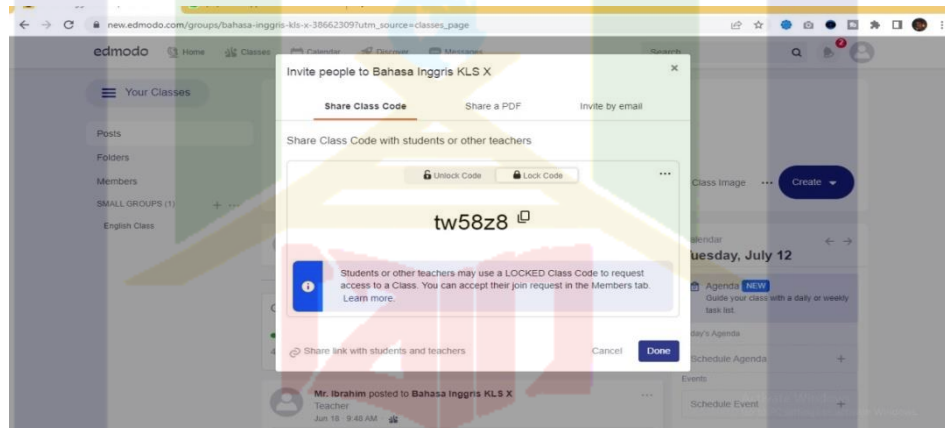 new.edmodo.com/groups/bahasa-inggris-kls-x-38662309?utm_source=classes_page
edmodo Home Classes Calendar Discover Messages Search 2
Invite people to Bahasa Inggris KLS X
Your Classes
Share Class Code Share a PDF Invite by email
Posts
Share Class Code with students or other teachers
Folders
Unlock Code Lock Code
Members
Class Image Create
SMALL GROUPS (1)
English Class
tw58z8
Tuesday, July 12
Students or other teachers may use a LOCKED Class Code to request
access to a Class. You can accept their join request in the Members tab.
Learn more.
Agenda NEW
Guide your class with a daily or weekly
task list.
Share link with students and teachers Cancel Done
Schedule Agenda
Events
Mr. Ibrahim posted to Bahasa Inggris KLS X
Teacher
Jun 18 · 9:40 AM
Schedule Event